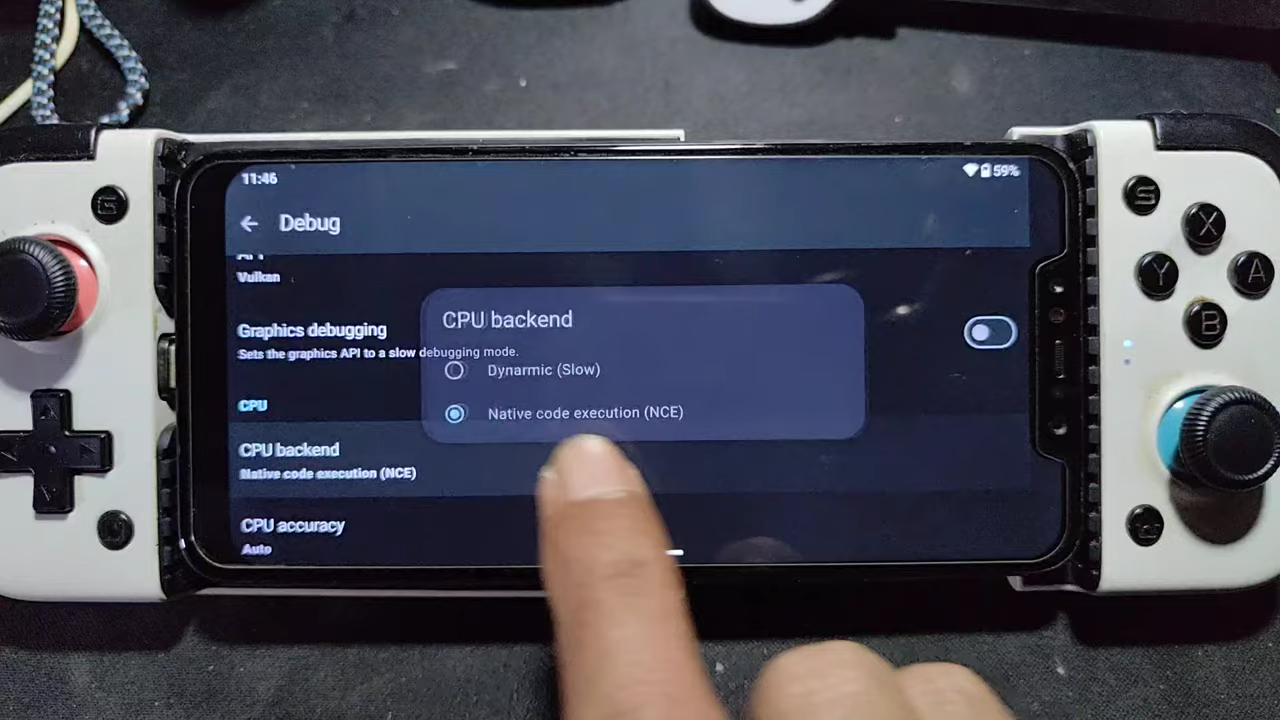 11:46
59%
Debug
API
Vulkan
CPU backend
Graphics debugging
Sets the graphics API to a slow debugging mode.
Dynarmic (Slow)
CPU
Native code execution (NCE)
CPU backend
Native code execution (NCE)
CPU accuracy
Auto
S
X
Y
A
B